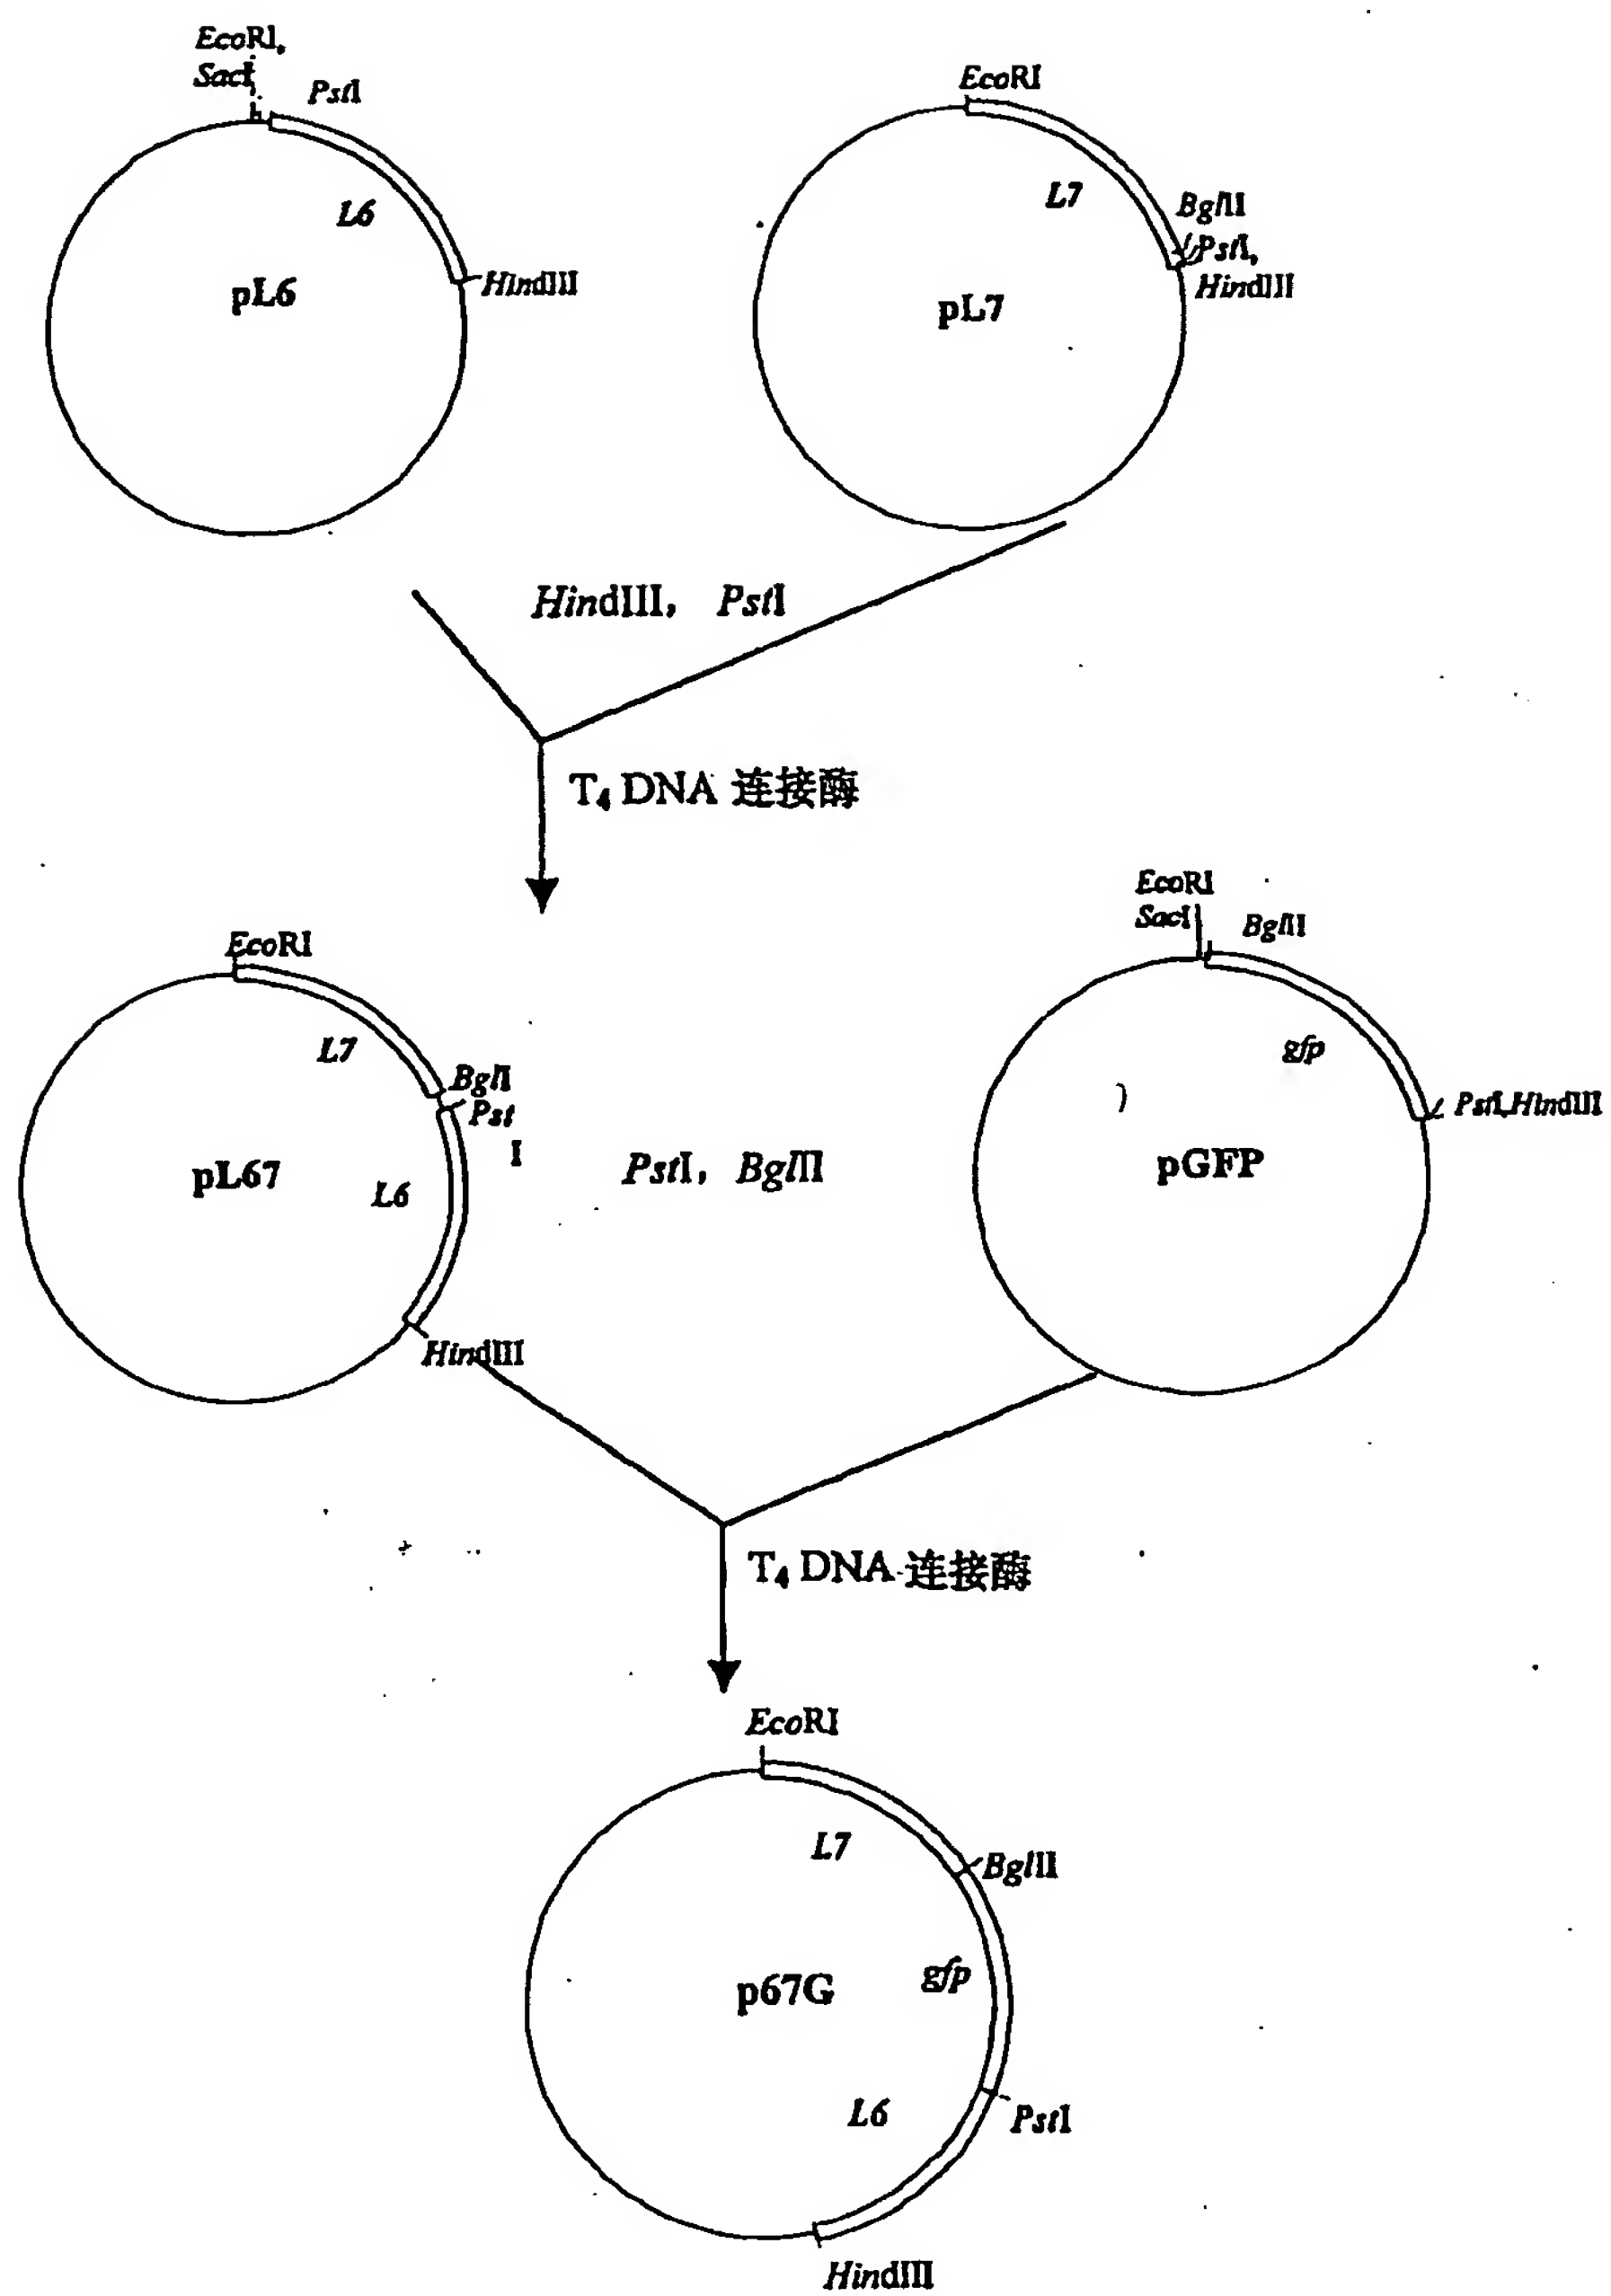 EcoRI,
SacI
PstI
L6
HindIII
pL6
EcoRI
L7
BglII
PstI,
HindIII
pL7
HindIII, PstI
T4 DNA 连接酶
EcoRI
L7
BglII
Pst
I
L6
pL67
HindIII
PstI, BglII
EcoRI
SacI
BglII
gfp
PstI,HindIII
pGFP
T4 DNA 连接酶
EcoRI
L7
BglII
gfp
p67G
L6
PstI
HindIII